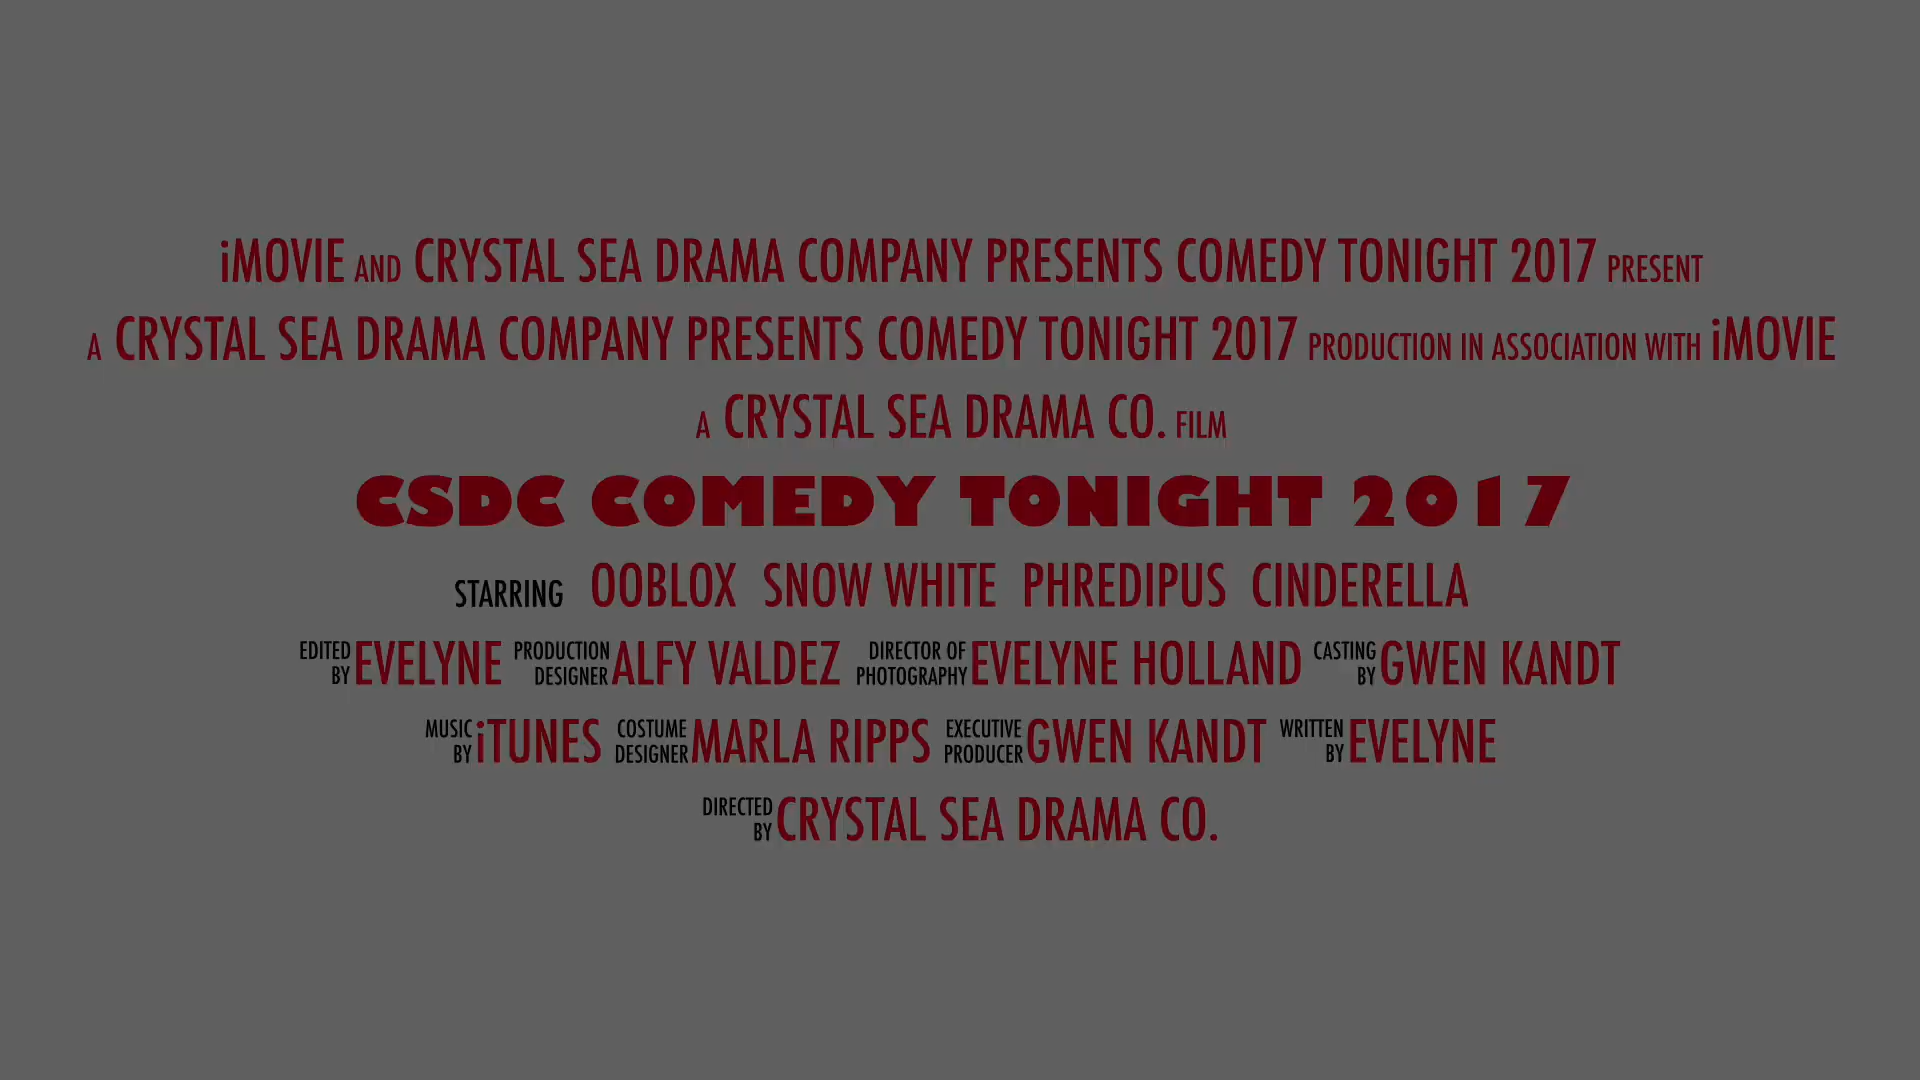 iMOVIE AND CRYSTAL SEA DRAMA COMPANY PRESENTS COMEDY TONIGHT 2017 PRESENT
A CRYSTAL SEA DRAMA COMPANY PRESENTS COMEDY TONIGHT 2017 PRODUCTION IN ASSOCIATION WITH iMOVIE
A CRYSTAL SEA DRAMA CO. FILM
CSDC COMEDY TONIGHT 2017
STARRING OOBLOX SNOW WHITE PHREDIPUS CINDERELLA
EDITED BY EVELYNE PRODUCTION DESIGNER ALFY VALDEZ DIRECTOR OF PHOTOGRAPHY EVELYNE HOLLAND CASTING BY GWEN KANDT
MUSIC BY iTUNES COSTUME DESIGNER MARLA RIPPS EXECUTIVE PRODUCER GWEN KANDT WRITTEN BY EVELYNE
DIRECTED BY CRYSTAL SEA DRAMA CO.